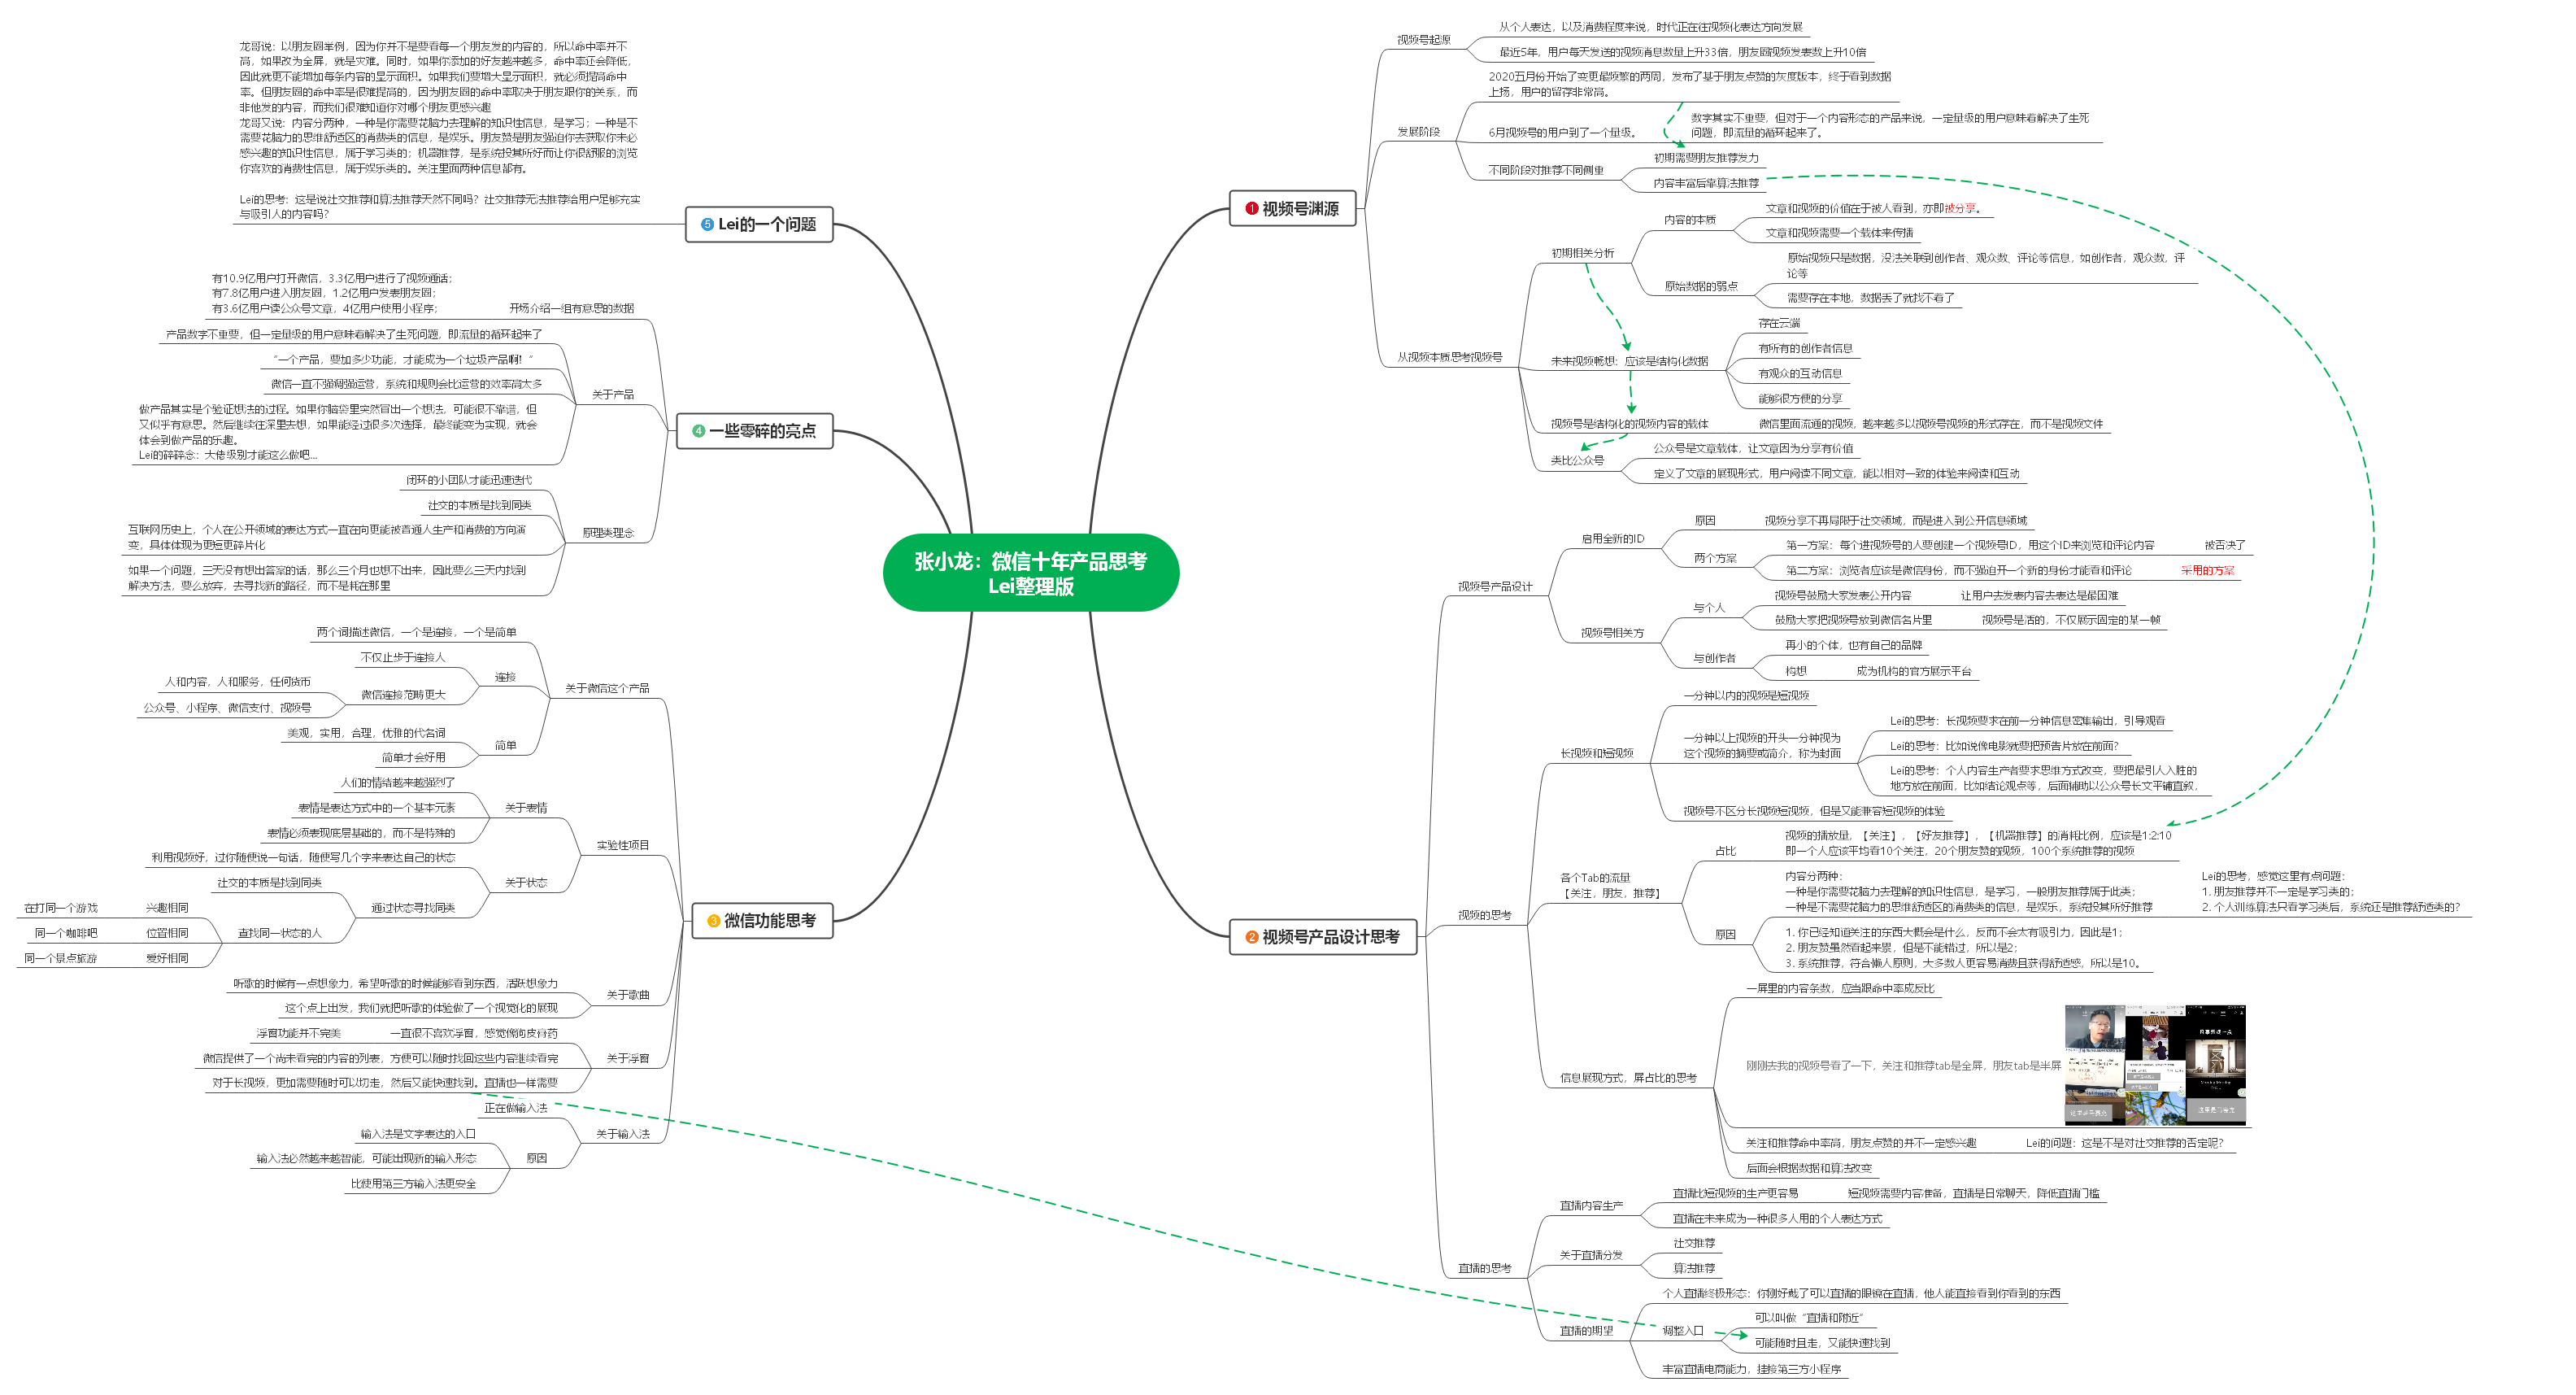 张小龙：微信十年产品思考
Lei整理版
1 视频号渊源
视频号起源
从个人表达，以及消费程度来说，时代正在往视频化表达方向发展
最近5年，用户每天发送的视频消息数量上升33倍，朋友圈视频发表数上升10倍
发展阶段
2020五月份开始了变更最频繁的两周，发布了基于朋友点赞的灰度版本，终于看到数据
上扬，用户的留存非常高。
6月视频号的用户到了一个量级。
数字其实不重要，但对于一个内容形态的产品来说，一定量级的用户意味着解决了生死
问题，即流量的循环起来了。
不同阶段对推荐不同侧重
初期需要朋友推荐发力
内容丰富后靠算法推荐
从视频本质思考视频号
初期相关分析
内容的本质
文章和视频的价值在于被人看到，亦即被分享。
文章和视频需要一个载体来传播
原始数据的弱点
原始视频只是数据，没法关联到创作者、观众数、评论等信息，如创作者，观众数，评
论等
需要存在本地，数据丢了就找不着了
未来视频畅想：应该是结构化数据
存在云端
有所有的创作者信息
有观众的互动信息
能够很方便的分享
视频号是结构化的视频内容的载体
微信里面流通的视频，越来越多以视频号视频的形式存在，而不是视频文件
类比公众号
公众号是文章载体，让文章因为分享有价值
定义了文章的展现形式，用户阅读不同文章，能以相对一致的体验来阅读和互动
2 视频号产品设计思考
视频号产品设计
启用全新的ID
原因
视频分享不再局限于社交领域，而是进入到公开信息领域
两个方案
第一方案：每个进视频号的人要创建一个视频号ID，用这个ID来浏览和评论内容
被否决了
第二方案：浏览者应该是微信身份，而不强迫开一个新的身份才能看和评论
采用的方案
视频号相关方
与个人
视频号鼓励大家发表公开内容
让用户去发表内容去表达是最困难
鼓励大家把视频号放到微信名片里
视频号是活的，不仅展示固定的某一帧
与创作者
再小的个体，也有自己的品牌
构想
成为机构的官方展示平台
视频的思考
长视频和短视频
一分钟以内的视频是短视频
一分钟以上视频的开头一分钟视为
这个视频的摘要或简介，称为封面
Lei的思考：长视频要求在前一分钟信息密集输出，引导观看
Lei的思考：比如说像电影就要把预告片放在前面？
Lei的思考：个人内容生产者要求思维方式改变，要把最引人入胜的
地方放在前面，比如结论观点等，后面辅助以公众号长文平铺直叙，
视频号不区分长视频短视频，但是又能兼容短视频的体验
各个Tab的流量
【关注，朋友，推荐】
占比
视频的播放量，【关注】，【好友推荐】，【机器推荐】的消耗比例，应该是1:2:10
即一个人应该平均看10个关注，20个朋友赞的视频，100个系统推荐的视频
原因
内容分两种：
一种是你需要花脑力去理解的知识性信息，是学习，一般朋友推荐属于此类；
一种是不需要花脑力的思维舒适区的消费类的信息，是娱乐，系统投其所好推荐
Lei的思考，感觉这里有点问题：
1. 朋友推荐并不一定是学习类的；
2. 个人训练算法只看学习类后，系统还是推荐舒适类的？
1. 你已经知道关注的东西大概会是什么，反而不会太有吸引力，因此是1；
2. 朋友赞虽然看起来累，但是不能错过，所以是2；
3. 系统推荐，符合懒人原则，大多数人更容易消费且获得舒适感，所以是10。
信息展现方式，屏占比的思考
一屏里的内容条数，应当跟命中率成反比
刚刚去我的视频号看了一下，关注和推荐tab是全屏，朋友tab是半屏
关注和推荐命中率高，朋友点赞的并不一定感兴趣
Lei的问题：这是不是对社交推荐的否定呢？
后面会根据数据和算法改变
直播的思考
直播内容生产
直播比短视频的生产更容易
短视频需要内容准备，直播是日常聊天，降低直播门槛
直播在未来成为一种很多人用的个人表达方式
关于直播分发
社交推荐
算法推荐
直播的期望
个人直播终极形态：你刚好戴了可以直播的眼镜在直播，他人能直接看到你看到的东西
调整入口
可以叫做“直播和附近”
可能随时且走，又能快速找到
丰富直播电商能力，挂接第三方小程序
3 微信功能思考
关于微信这个产品
两个词描述微信，一个是连接，一个是简单
连接
不仅止步于连接人
微信连接范畴更大
人和内容，人和服务，任何货币
公众号、小程序、微信支付、视频号
简单
美观，实用，合理，优雅的代名词
简单才会好用
实验性项目
关于表情
人们的情绪越来越强烈了
表情是表达方式中的一个基本元素
表情必须表现底层基础的，而不是特殊的
关于状态
利用视频好，过你随便说一句话，随便写几个字来表达自己的状态
通过状态寻找同类
社交的本质是找到同类
查找同一状态的人
兴趣相同
在打同一个游戏
位置相同
同一个咖啡吧
爱好相同
同一个景点旅游
关于歌曲
听歌的时候有一点想象力，希望听歌的时候能够看到东西，活跃想象力
这个点上出发，我们就把听歌的体验做了一个视觉化的展现
关于浮窗
一直很不喜欢浮窗，感觉像狗皮膏药
浮窗功能并不完美
微信提供了一个尚未看完的内容的列表，方便可以随时找回这些内容继续看完
对于长视频，更加需要随时可以切走，然后又能快速找到。直播也一样需要
关于输入法
正在做输入法
原因
输入法是文字表达的入口
输入法必然越来越智能，可能出现新的输入形态
比使用第三方输入法更安全
4 一些零碎的亮点
开场介绍一组有意思的数据
有10.9亿用户打开微信，3.3亿用户进行了视频通话；
有7.8亿用户进入朋友圈，1.2亿用户发表朋友圈；
有3.6亿用户读公众号文章，4亿用户使用小程序；
关于产品
产品数字不重要，但一定量级的用户意味着解决了生死问题，即流量的循环起来了
“一个产品，要加多少功能，才能成为一个垃圾产品啊！”
微信一直不强调强运营，系统和规则会比运营的效率高太多
做产品其实是个验证想法的过程。如果你脑袋里突然冒出一个想法，可能很不靠谱，但
又似乎有意思。然后继续往深里去想，如果能经过很多次选择，最终能变为实现，就会
体会到做产品的乐趣。
Lei的碎碎念：大佬级别才能这么做吧...
原理类理念
闭环的小团队才能迅速迭代
社交的本质是找到同类
互联网历史上，个人在公开领域的表达方式一直在向更能被普通人生产和消费的方向演
变，具体体现为更短更碎片化
如果一个问题，三天没有想出答案的话，那么三个月也想不出来，因此要么三天内找到
解决方法，要么放弃，去寻找新的路径，而不是耗在那里
5 Lei的一个问题
龙哥说：以朋友圈举例，因为你并不是要看每一个朋友发的内容的，所以命中率并不
高，如果改为全屏，就是灾难。同时，如果你添加的好友越来越多，命中率还会降低，
因此就更不能增加每条内容的显示面积。如果我们要增大显示面积，就必须提高命中
率。但朋友圈的命中率是很难提高的，因为朋友圈的命中率取决于朋友跟你的关系，而
非他发的内容，而我们很难知道你对哪个朋友更感兴趣
龙哥又说：内容分两种，一种是你需要花脑力去理解的知识性信息，是学习；一种是不
需要花脑力的思维舒适区的消费类的信息，是娱乐。朋友赞是朋友强迫你去获取你未必
感兴趣的知识性信息，属于学习类的；机器推荐，是系统投其所好而让你很舒服的浏览
你喜欢的消费性信息，属于娱乐类的。关注里面两种信息都有。
Lei的思考：这是说社交推荐和算法推荐天然不同吗？社交推荐无法推荐给用户足够充实
与吸引人的内容吗？